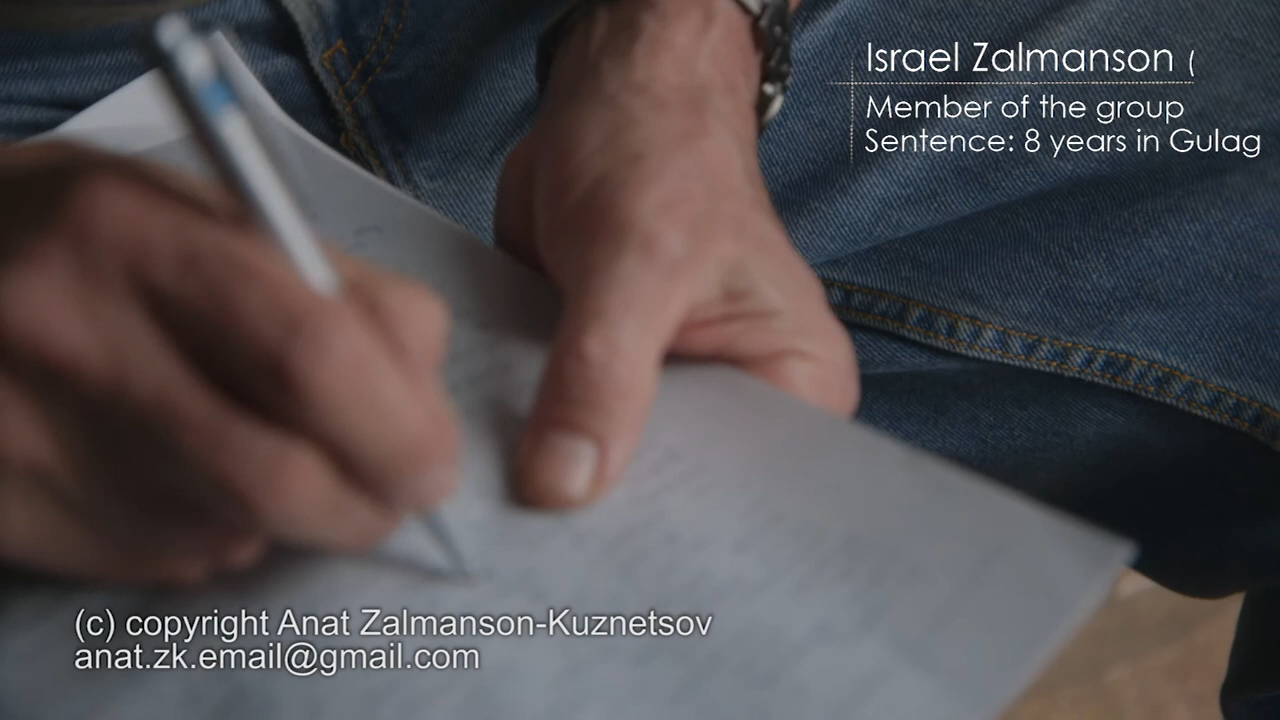 Israel Zalmanson (
Member of the group
Sentence: 8 years in Gulag
(c) copyright Anat Zalmanson-Kuznetsov
anat.zk.email@gmail.com